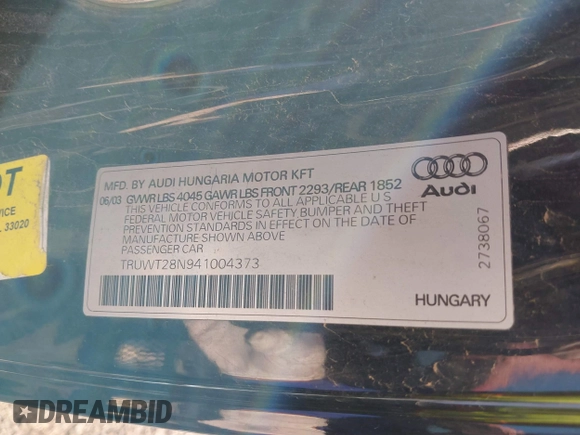 OT
VICE
, 33020
MFD. BY AUDI HUNGARIA MOTOR KFT
06/03 GVWR LBS 4045 GAWR LBS FRONT 2293/REAR 1852
THIS VEHICLE CONFORMS TO ALL APPLICABLE U S
FEDERAL MOTOR VEHICLE SAFETY BUMPER AND THEFT
PREVENTION STANDARDS IN EFFECT ON THE DATE OF
MANUFACTURE SHOWN ABOVE
PASSENGER CAR
TRUWT28N941004373
Audi
2738067
HUNGARY
DREAMBID